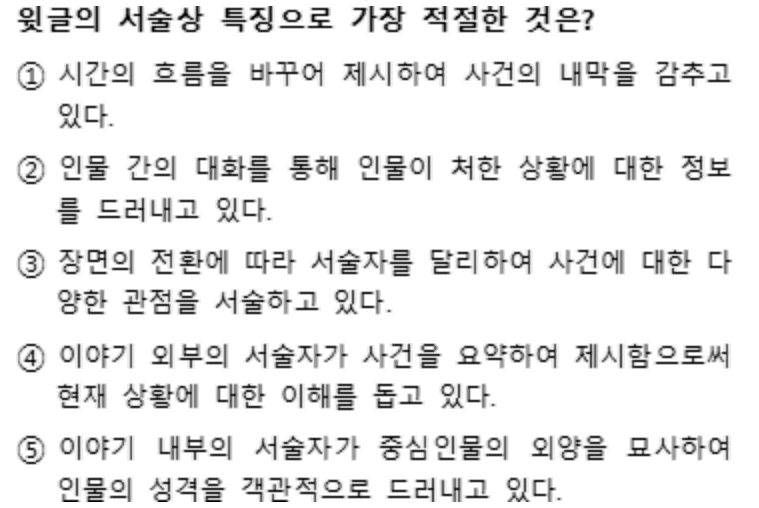 윗글의 서술상 특징으로 가장 적절한 것은?
① 시간의 흐름을 바꾸어 제시하여 사건의 내막을 감추고
있다.
② 인물 간의 대화를 통해 인물이 처한 상황에 대한 정보
를 드러내고 있다.
③ 장면의 전환에 따라 서술자를 달리하여 사건에 대한 다
양한 관점을 서술하고 있다.
④ 이야기 외부의 서술자가 사건을 요약하여 제시함으로써
현재 상황에 대한 이해를 돕고 있다.
⑤ 이야기 내부의 서술자가 중심인물의 외양을 묘사하여
인물의 성격을 객관적으로 드러내고 있다.